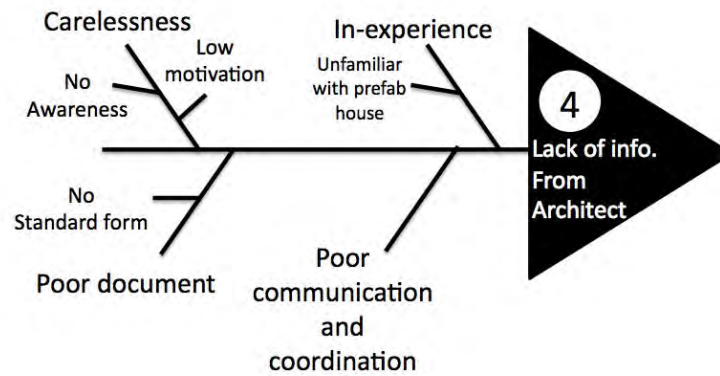 Carelessness
No
Awareness
Low
motivation
In-experience
Unfamiliar
with prefab
house
4
Lack of info.
From
Architect
No
Standard form
Poor document
Poor
communication
and
coordination